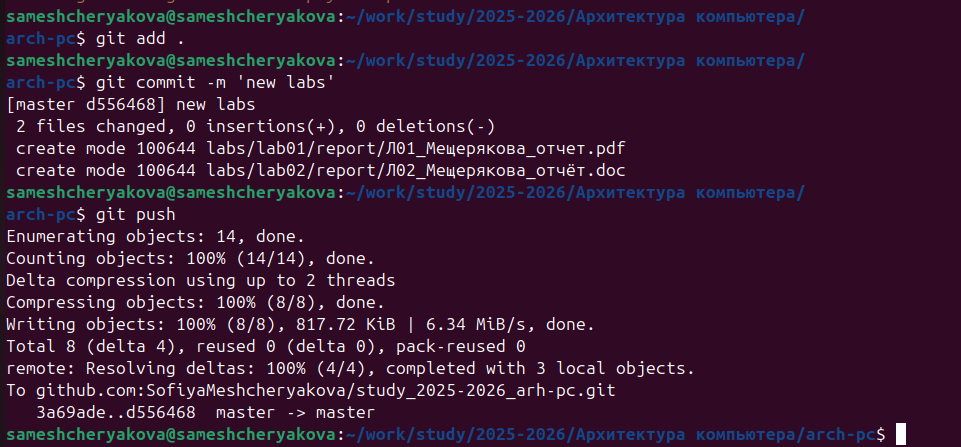 sameshcheryakova@sameshcheryakova:~/work/study/2025-2026/Архитектура компьютера/
arch-pc$ git add .
sameshcheryakova@sameshcheryakova:~/work/study/2025-2026/Архитектура компьютера/
arch-pc$ git commit -m 'new labs'
[master d556468] new labs
 2 files changed, 0 insertions(+), 0 deletions(-)
 create mode 100644 labs/lab01/report/Л01_Мещерякова_отчет.pdf
 create mode 100644 labs/lab02/report/Л02_Мещерякова_отчёт.doc
sameshcheryakova@sameshcheryakova:~/work/study/2025-2026/Архитектура компьютера/
arch-pc$ git push
Enumerating objects: 14, done.
Counting objects: 100% (14/14), done.
Delta compression using up to 2 threads
Compressing objects: 100% (8/8), done.
Writing objects: 100% (8/8), 817.72 KiB | 6.34 MiB/s, done.
Total 8 (delta 4), reused 0 (delta 0), pack-reused 0
remote: Resolving deltas: 100% (4/4), completed with 3 local objects.
To github.com:SofiyaMeshcheryakova/study_2025-2026_arh-pc.git
   3a69ade..d556468  master -> master
sameshcheryakova@sameshcheryakova:~/work/study/2025-2026/Архитектура компьютера/arch-pc$